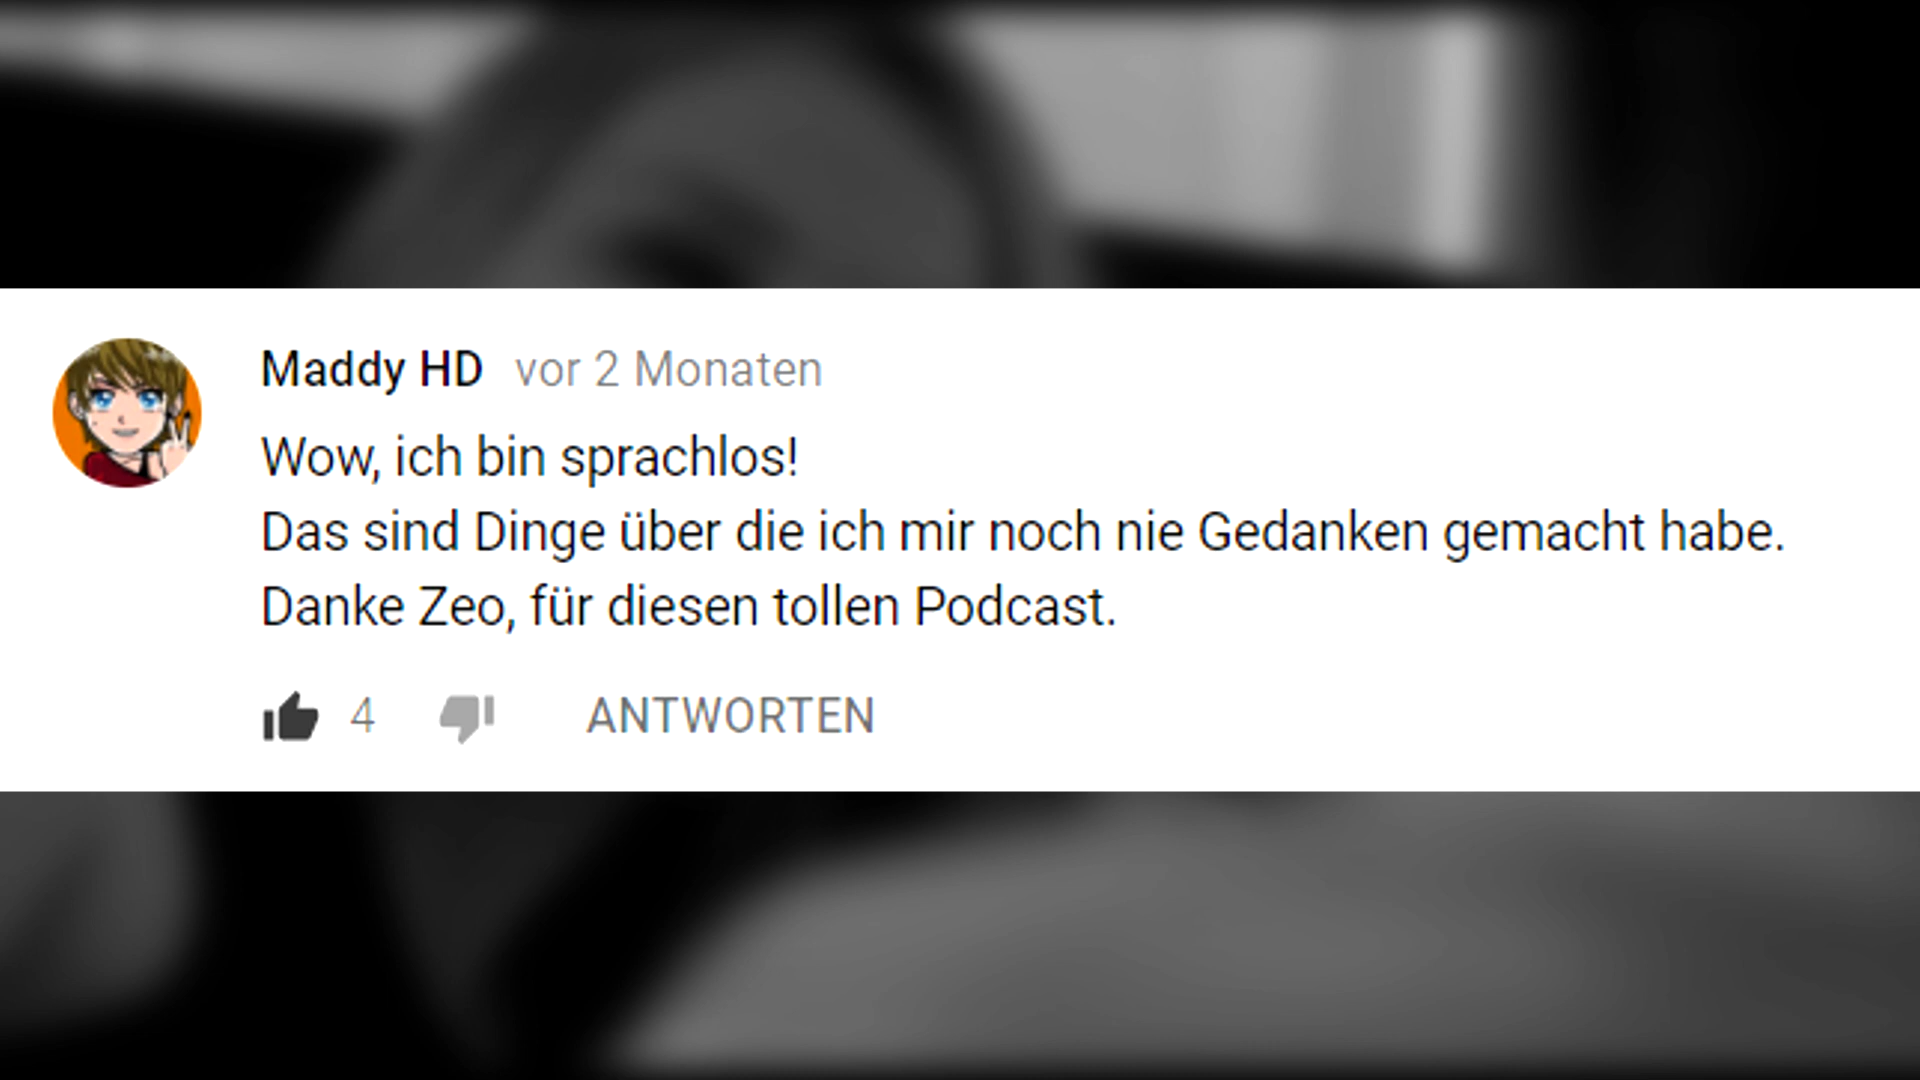 Maddy HD vor 2 Monaten
Wow, ich bin sprachlos!
Das sind Dinge über die ich mir noch nie Gedanken gemacht habe.
Danke Zeo, für diesen tollen Podcast.
4 ANTWORTEN